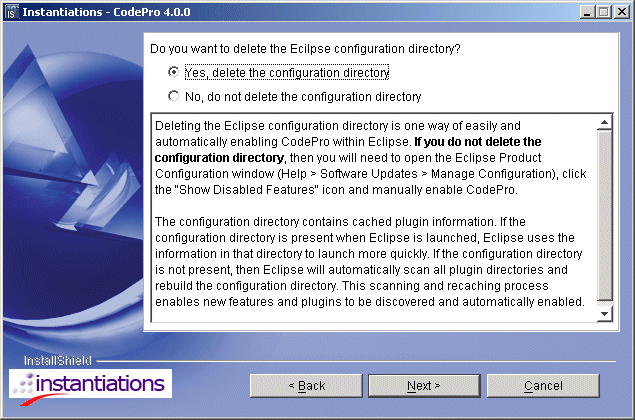 Instantiations - CodePro 4.0.0
Do you want to delete the Ecilpse configuration directory?
Yes, delete the configuration directory
No, do not delete the configuration directory
Deleting the Eclipse configuration directory is one way of easily and
automatically enabling CodePro within Eclipse. If you do not delete the
configuration directory, then you will need to open the Eclipse Product
Configuration window (Help > Software Updates > Manage Configuration), click
the "Show Disabled Features" icon and manually enable CodePro.
The configuration directory contains cached plugin information. If the
configuration directory is present when Eclipse is launched, Eclipse uses the
information in that directory to launch more quickly. If the configuration directory
is not present, then Eclipse will automatically scan all plugin directories and
rebuild the configuration directory. This scanning and recaching process
enables new features and plugins to be discovered and automatically enabled.
InstallShield
instantiations
< Back
Next >
Cancel